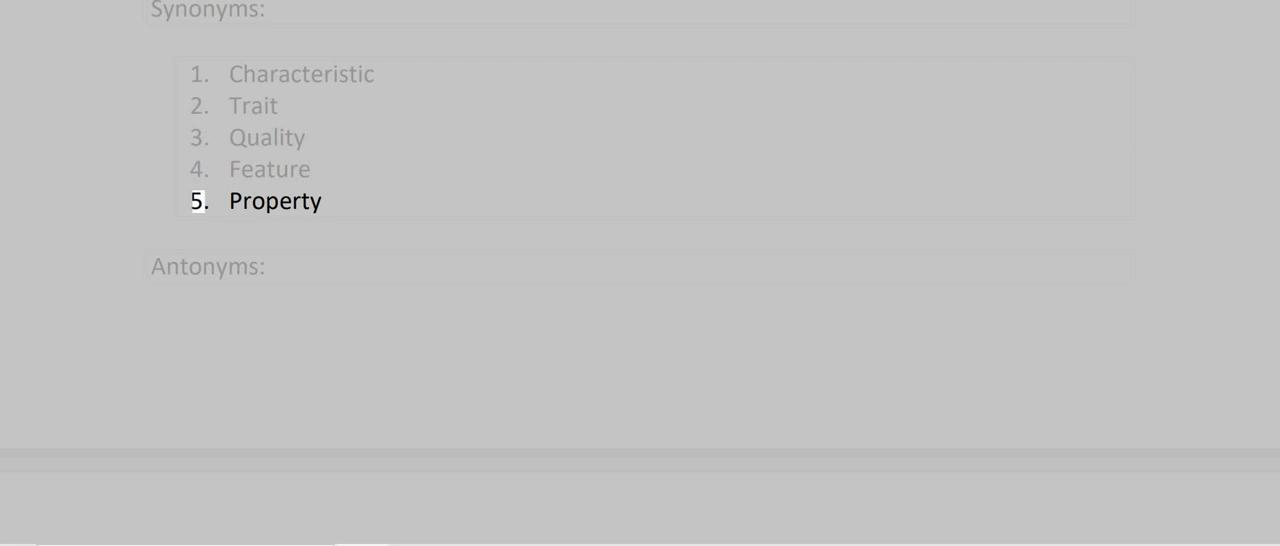 Synonyms:
1. Characteristic
2. Trait
3. Quality
4. Feature
5. Property
Antonyms: